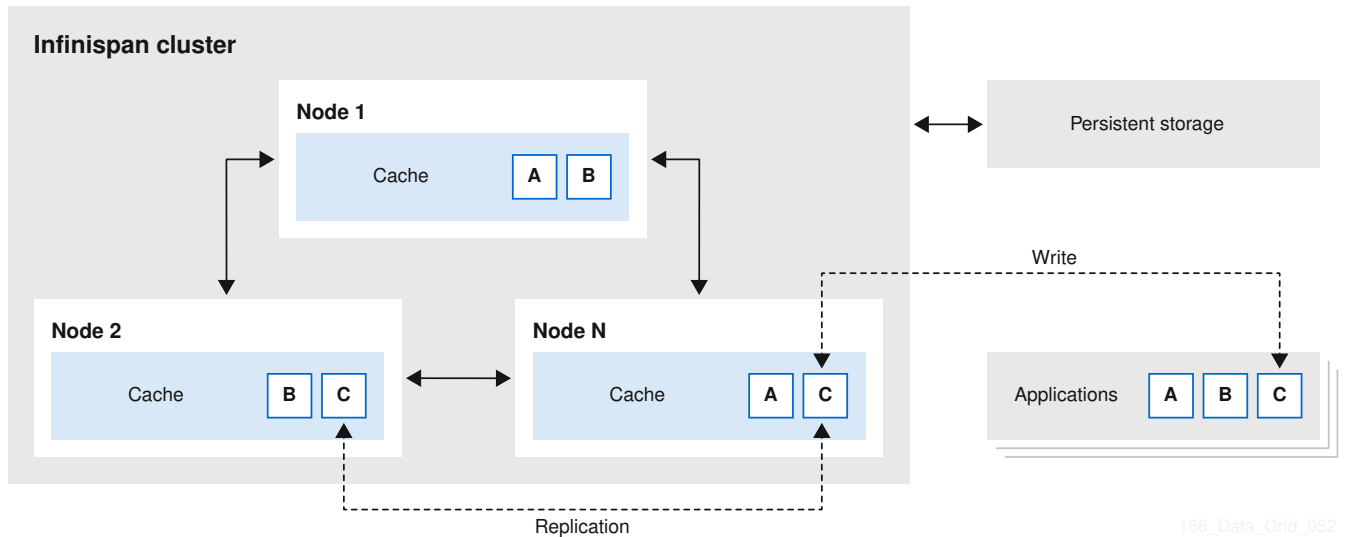 Infinispan cluster
Node 1
Cache
A
B
Persistent storage
Write
Node 2
Cache
B
C
Node N
Cache
A
C
Applications
A
B
C
Replication
166_Data_Grid_052